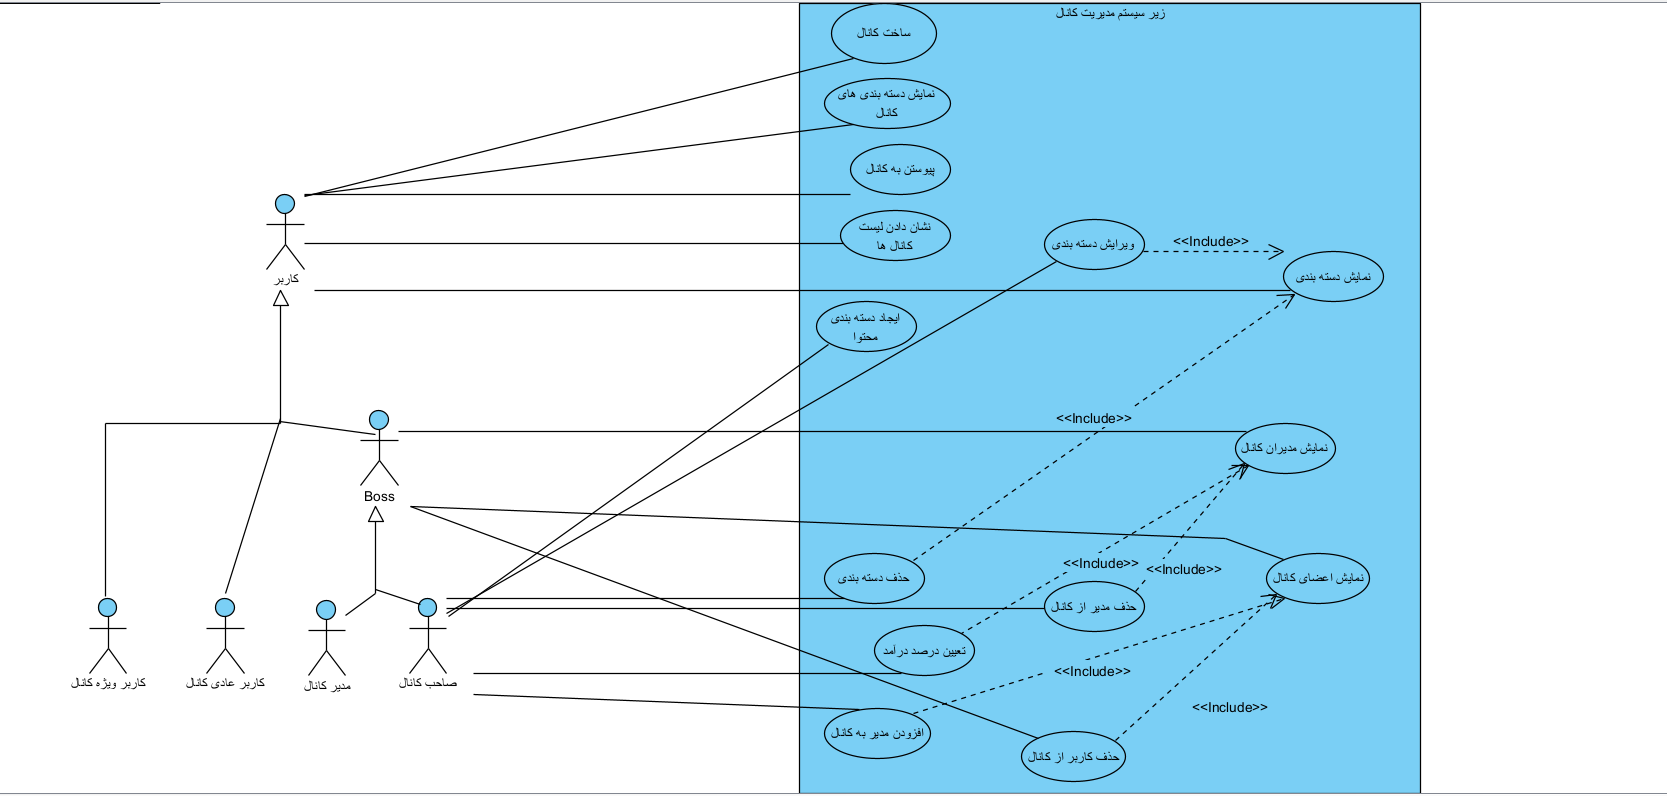 زیر سیستم مدیریت کانال
ساخت کانال
نمایش دسته بندی های
کانال
پیوستن به کانال
نشان دادن لیست
کانال ها
ویرایش دسته بندی
<<Include>>
نمایش دسته بندی
کاربر
ایجاد دسته بندی
محتوا
<<Include>>
نمایش مدیران کانال
Boss
<<Include>>
<<Include>>
حذف دسته بندی
نمایش اعضای کانال
حذف مدیر از کانال
تعیین درصد درآمد
<<Include>>
کاربر ویژه کانال
کاربر عادی کانال
مدیر کانال
صاحب کانال
<<Include>>
افزودن مدیر به کانال
حذف کاربر از کانال